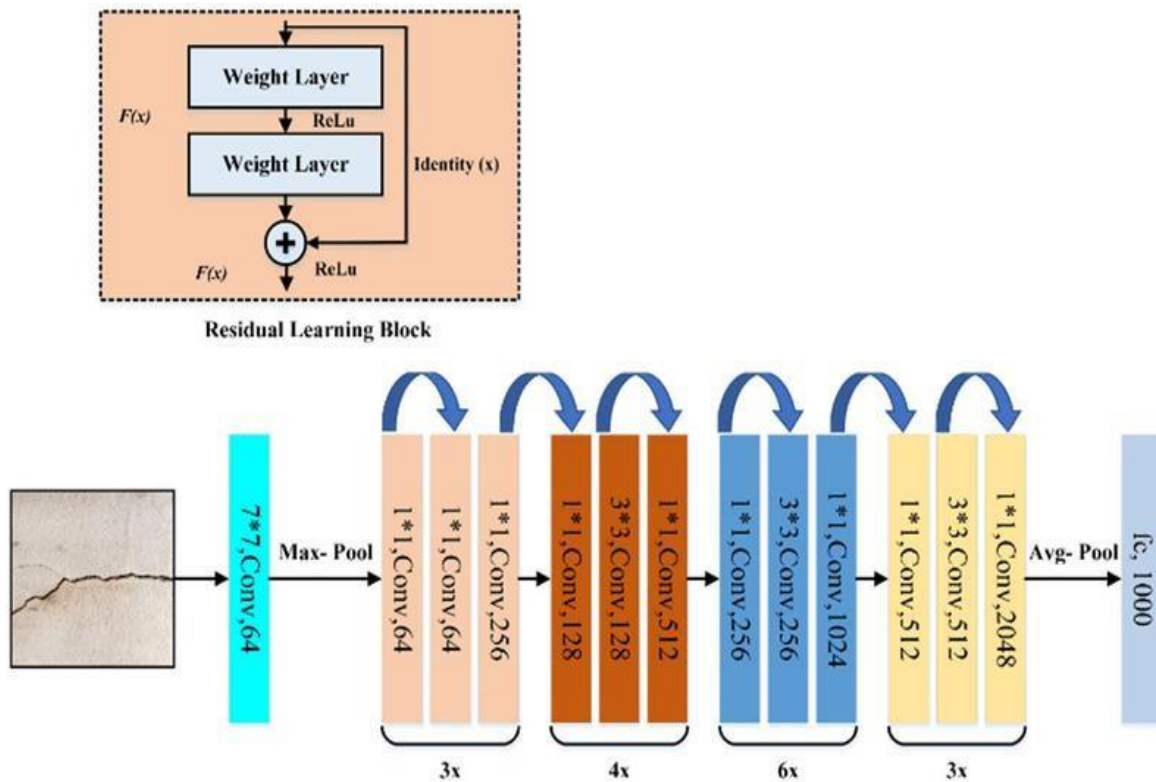 Weight Layer
F(x)
ReLu
Weight Layer
Identity (x)
+
F(x)
ReLu
Residual Learning Block
7*7,Conv,64
Max- Pool
1*1,Conv,64
1*1,Conv,64
1*1,Conv,256
1*1,Conv,128
3*3,Conv,128
1*1,Conv,512
1*1,Conv,256
3*3,Conv,256
1*1,Conv,1024
1*1,Conv,512
3*3,Conv,512
1*1,Conv,2048
Avg- Pool
fc, 1000
3x
4x
6x
3x